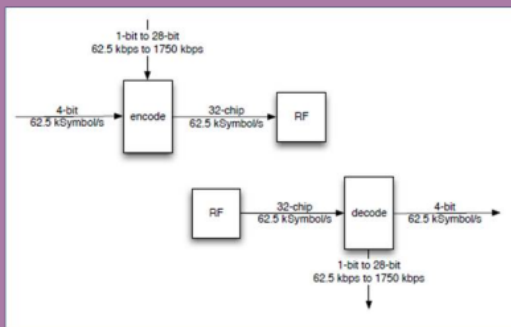 1-bit to 28-bit
62.5 kbps to 1750 kbps
4-bit
62.5 kSymbol/s
encode
32-chip
62.5 kSymbol/s
RF
RF
32-chip
62.5 kSymbol/s
decode
4-bit
62.5 kSymbol/s
1-bit to 28-bit
62.5 kbps to 1750 kbps